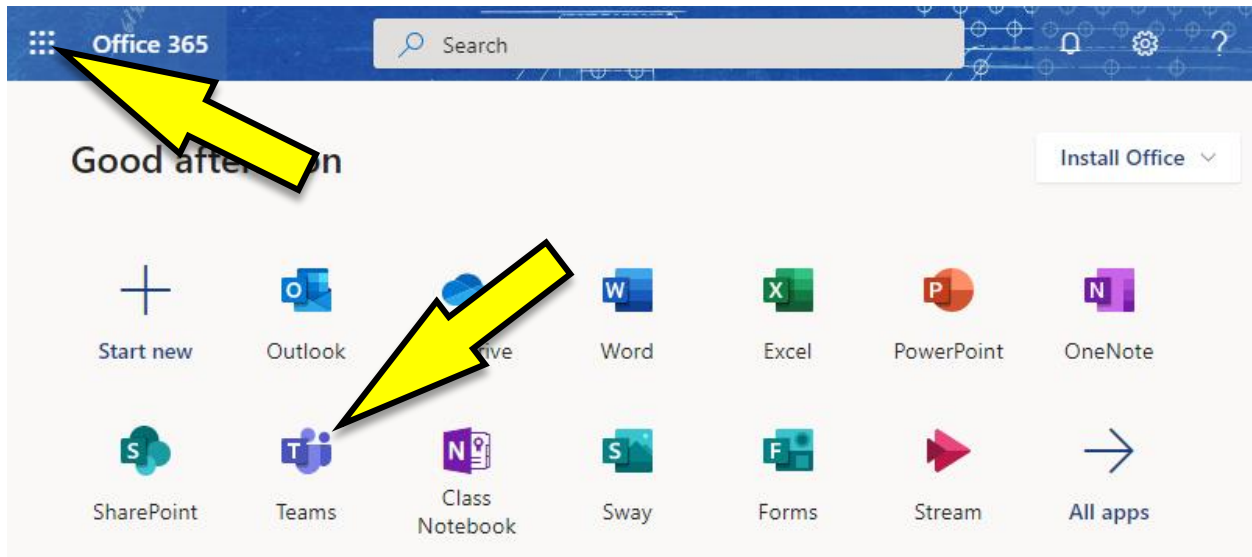 Office 365
Search
?
Good afte on
Install Office
Start new
Outlook
rive
Word
Excel
PowerPoint
OneNote
SharePoint
Teams
Class
Notebook
Sway
Forms
Stream
All apps